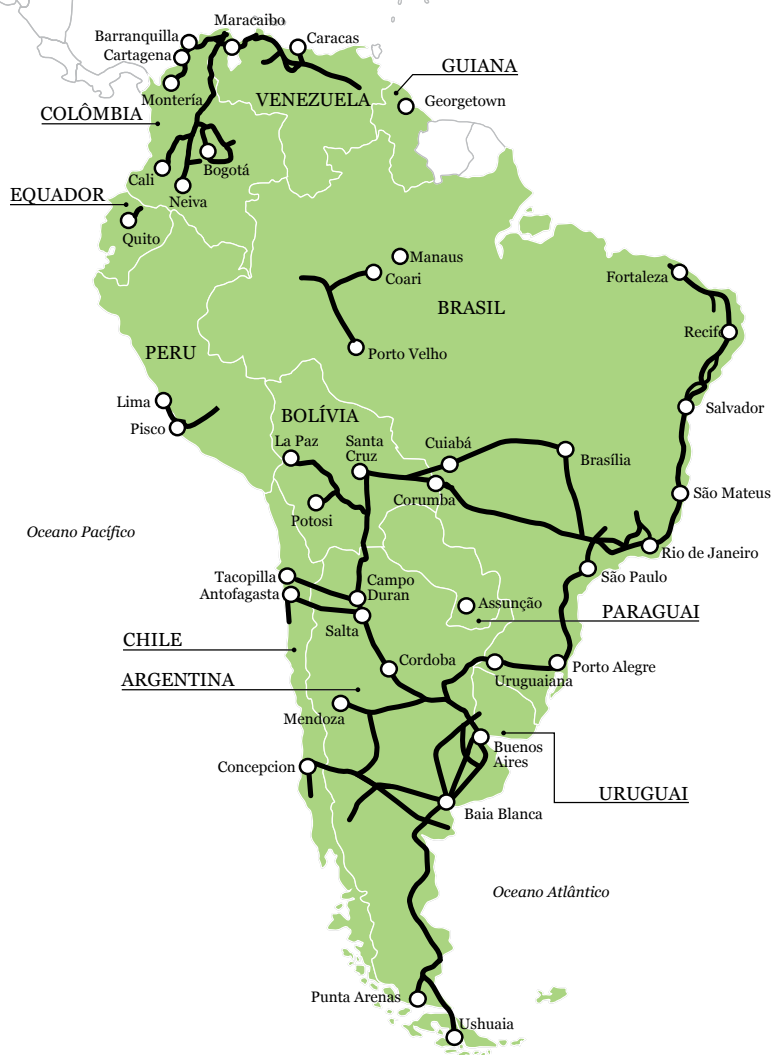 Maracaibo
Barranquilla
Caracas
Cartagena
GUIANA
Montería
VENEZUELA
Georgetown
COLÔMBIA
Bogotá
Cali
EQUADOR
Neiva
Quito
Manaus
Coari
Fortaleza
BRASIL
Recife
PERU
Porto Velho
Lima
Salvador
BOLÍVIA
Pisco
La Paz
Santa
Cruz
Cuiabá
Brasília
Corumba
São Mateus
Potosi
Oceano Pacífico
Rio de Janeiro
Tacopilla
Campo
Duran
São Paulo
Antofagasta
Assunção
PARAGUAI
Salta
CHILE
Cordoba
Porto Alegre
ARGENTINA
Uruguaiana
Mendoza
Buenos
Aires
Concepcion
URUGUAI
Baia Blanca
Oceano Atlântico
Punta Arenas
Ushuaia